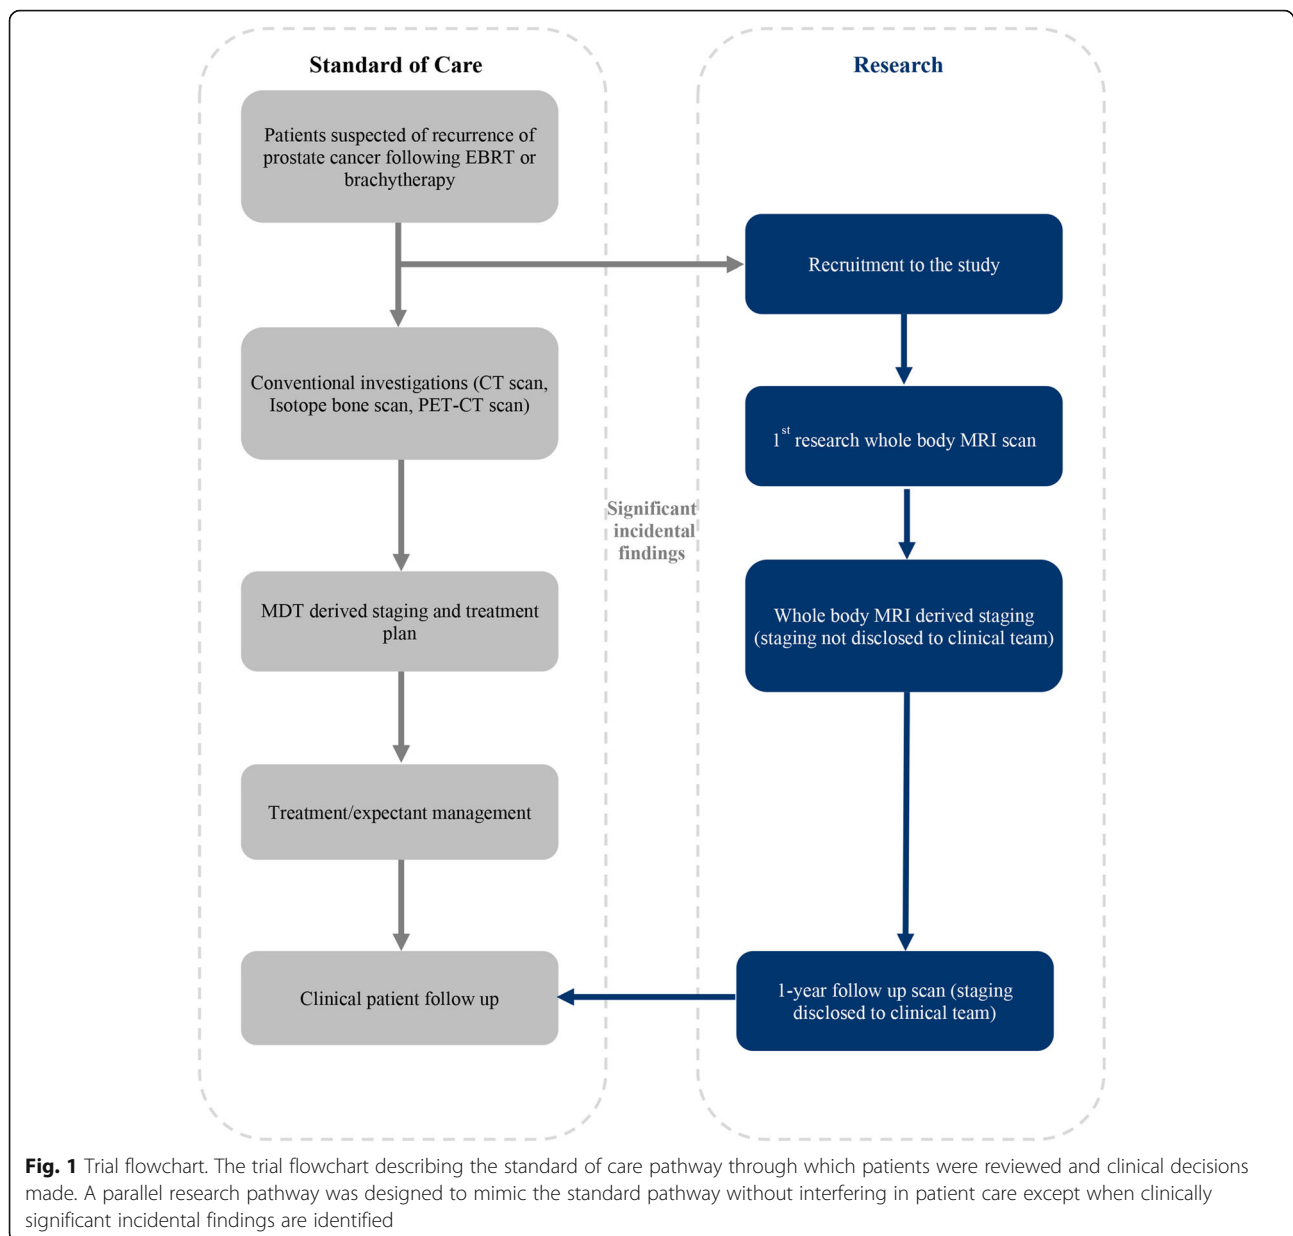 Standard of Care
Patients suspected of recurrence of
prostate cancer following EBRT or
brachytherapy
Conventional investigations (CT scan,
Isotope bone scan, PET-CT scan)
MDT derived staging and treatment
plan
Treatment/expectant management
Clinical patient follow up
Significant
incidental
findings
Research
Recruitment to the study
1st research whole body MRI scan
Whole body MRI derived staging
(staging not disclosed to clinical team)
1-year follow up scan (staging
disclosed to clinical team)
Fig. 1 Trial flowchart. The trial flowchart describing the standard of care pathway through which patients were reviewed and clinical decisions
made. A parallel research pathway was designed to mimic the standard pathway without interfering in patient care except when clinically
significant incidental findings are identified